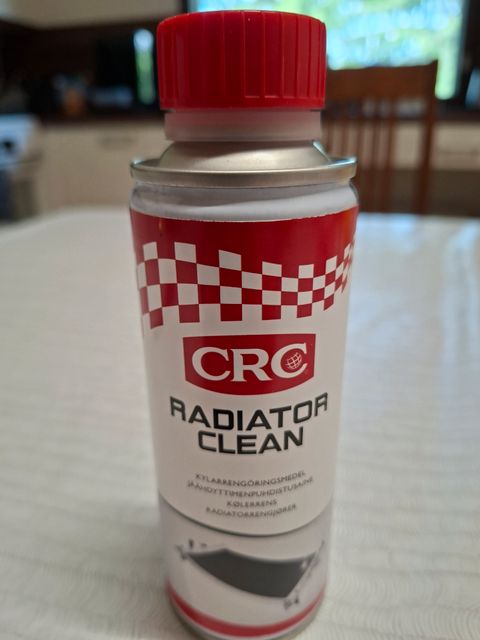 CRC
RADIATOR
CLEAN
KYLARRENGÖRINGSMEDEL
JÄÄHDYTTIMENPUHDISTUSAINE
KØLERRENS
RADIATORRENGJØRER